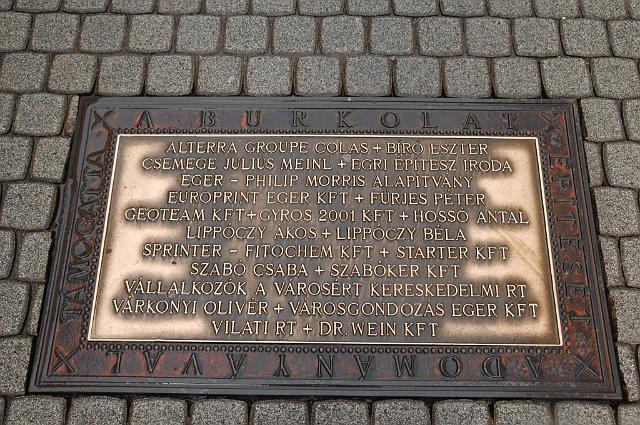 A BURKOLAT
ÉPÍTÉSÉT
ADOMÁNYÁVAL
TÁMOGATTA
ALTERRA GROUPE COLAS + BÍRÓ ESZTER
CSEMEGE JULIUS MEINL + EGRI ÉPÍTÉSZ IRODA
EGER - PHILIP MORRIS ALAPÍTVÁNY
EUROPRINT EGER KFT + FÜRJES PÉTER
GEOTEAM KFT+GYROS 2001 KFT + HOSSÓ ANTAL
LIPPÓCZY ÁKOS + LIPPÓCZY BÉLA
SPRINTER - FITOCHEM KFT + STARTER KFT
SZABÓ CSABA + SZABÓKER KFT
VÁLLALKOZÓK A VÁROSÉRT KERESKEDELMI RT
VÁRKONYI OLIVÉR + VÁROSGONDOZÁS EGER KFT
VILATI RT + DR. WEIN KFT